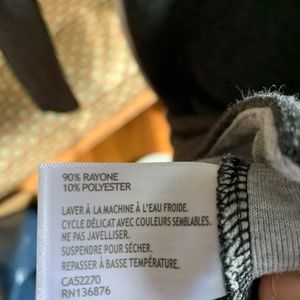 90% RAYONE
10% POLYESTER
LAVER À LA MACHINE À L'EAU FROIDE.
CYCLE DÉLICAT AVEC COULEURS SEMBLABLES.
NE PAS JAVELLISER.
SUSPENDRE POUR SÉCHER.
REPASSER À BASSE TEMPÉRATURE.
CA52270
RN136876